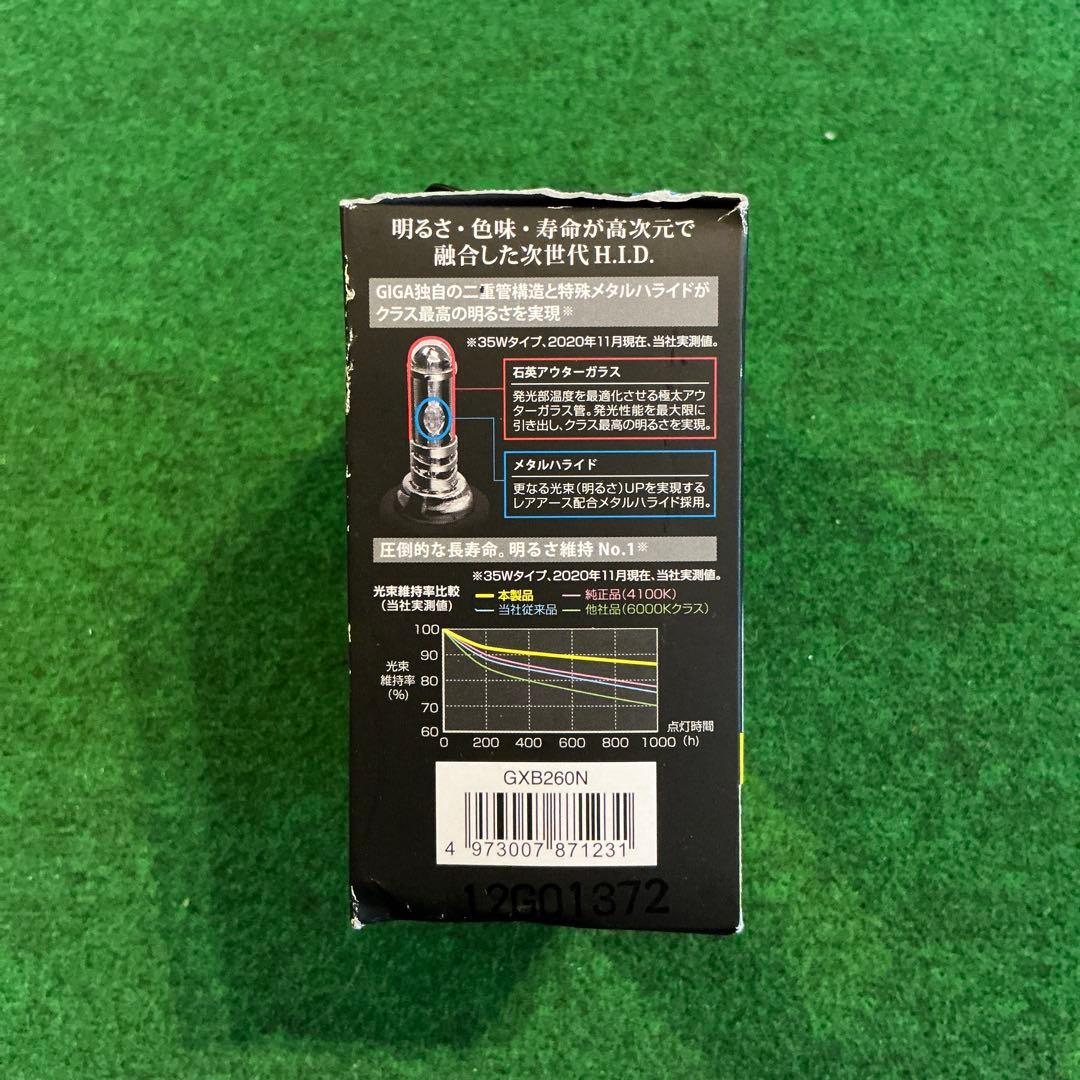 明るさ・色味・寿命が高次元で
融合した次世代 H.I.D.
GIGA独自の二重管構造と特殊メタルハライドが
クラス最高の明るさを実現※
※35Wタイプ、2020年11月現在、当社実測値。
石英アウターガラス
発光部温度を最適化させる極太アウ
ターガラス管。発光性能を最大限に
引き出し、クラス最高の明るさを実現。
メタルハライド
更なる光束(明るさ)UPを実現する
レアアース配合メタルハライド採用。
圧倒的な長寿命。明るさ維持 No.1※
※35Wタイプ、2020年11月現在、当社実測値。
光束維持率比較
(当社実測値)
本製品 純正品(4100K)
当社従来品 他社品(6000Kクラス)
光束
維持率
(%)
100
90
80
70
60
0 200 400 600 800 1000 (h)
点灯時間
GXB260N
4 973007 871231
12G01372